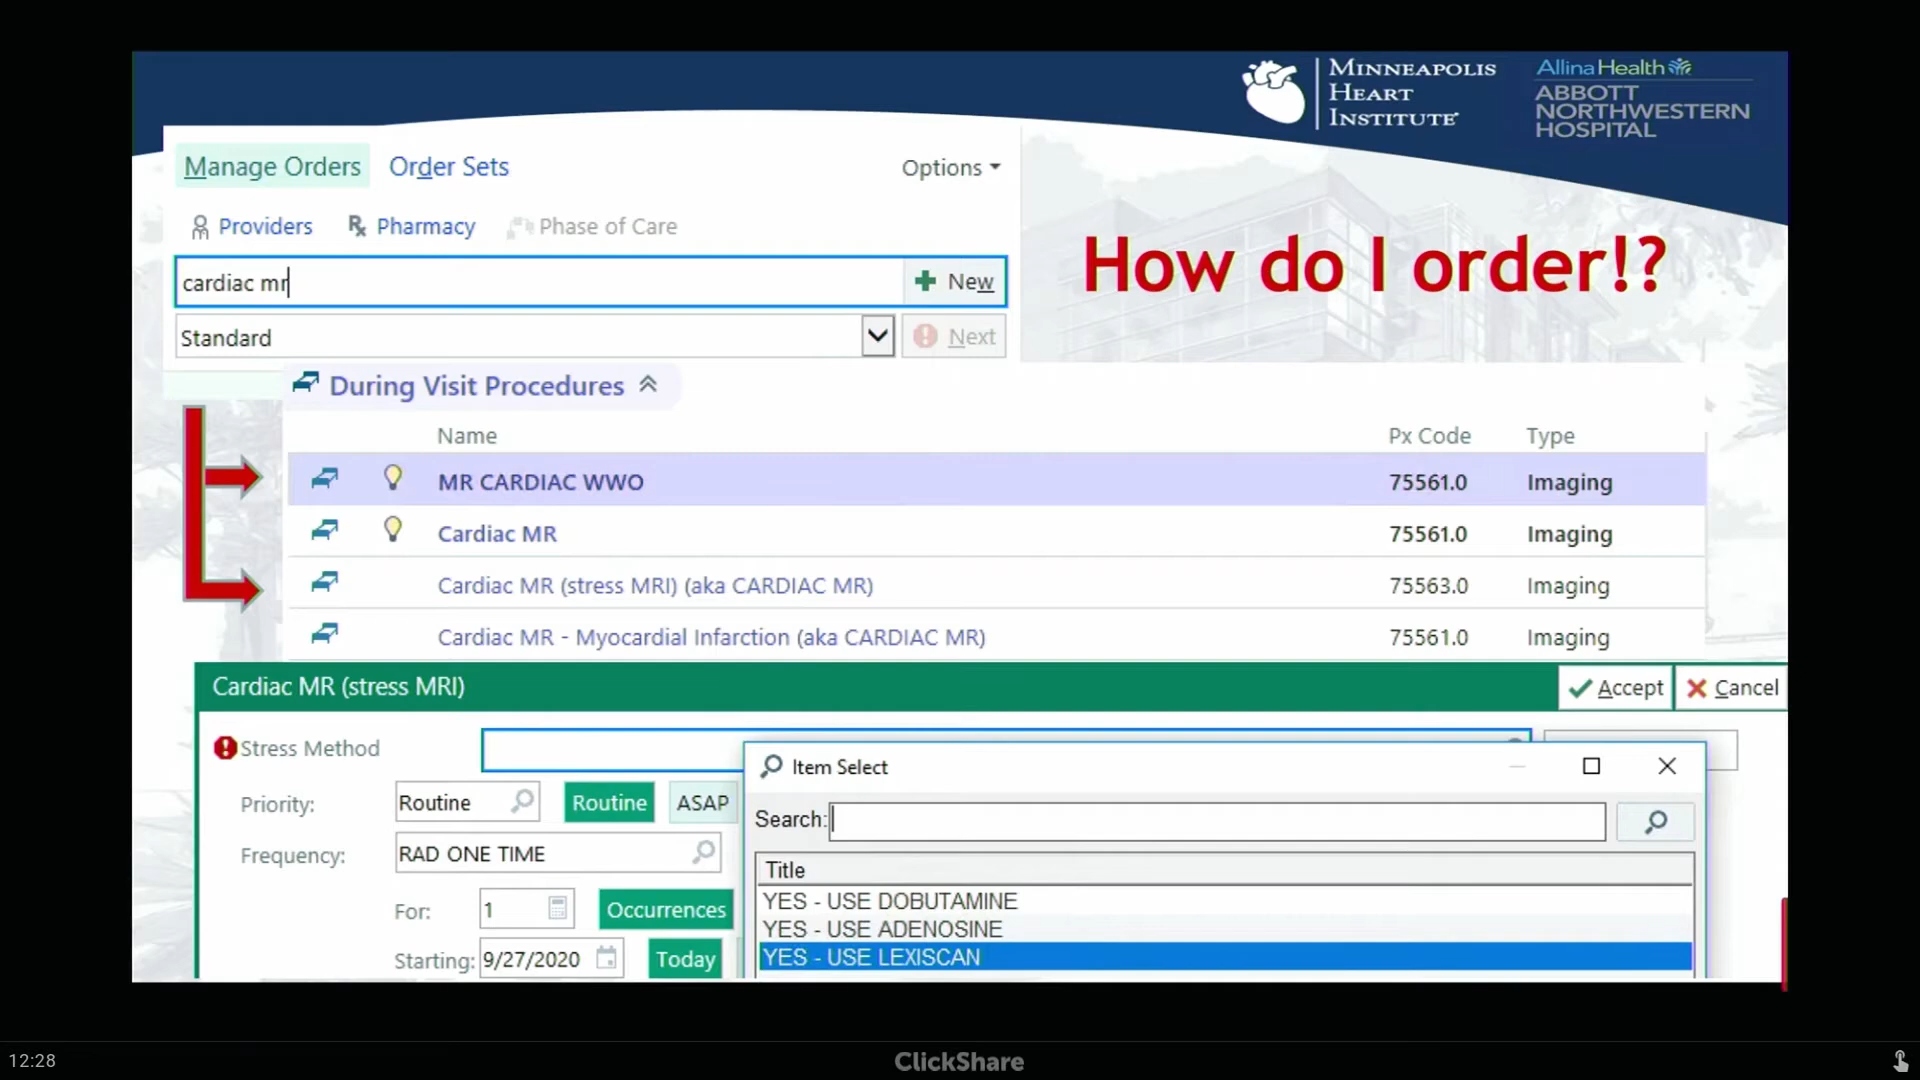 MINNEAPOLIS
HEART
INSTITUTE
Allina Health
ABBOTT
NORTHWESTERN
HOSPITAL
Manage Orders Order Sets Options
Providers Rx Pharmacy Phase of Care
cardiac mr New
Standard Next
How do I order!?
During Visit Procedures
Name Px Code Type
MR CARDIAC WWO 75561.0 Imaging
Cardiac MR 75561.0 Imaging
Cardiac MR (stress MRI) (aka CARDIAC MR) 75563.0 Imaging
Cardiac MR - Myocardial Infarction (aka CARDIAC MR) 75561.0 Imaging
Cardiac MR (stress MRI) Accept Cancel
Stress Method
Priority: Routine Routine ASAP
Frequency: RAD ONE TIME
For: 1 Occurrences
Starting: 9/27/2020 Today
Item Select
Search:
Title
YES - USE DOBUTAMINE
YES - USE ADENOSINE
YES - USE LEXISCAN
12:28 ClickShare